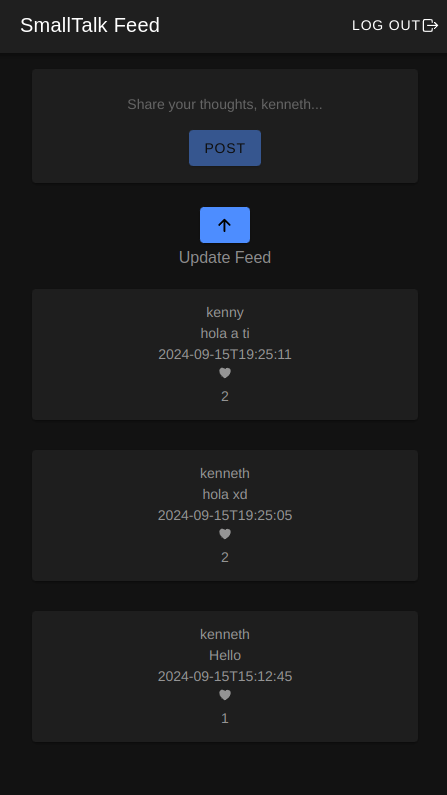 SmallTalk Feed
LOG OUT
Share your thoughts, kenneth...
POST
Update Feed
kenny
hola a ti
2024-09-15T19:25:11
2
kenneth
hola xd
2024-09-15T19:25:05
2
kenneth
Hello
2024-09-15T15:12:45
1